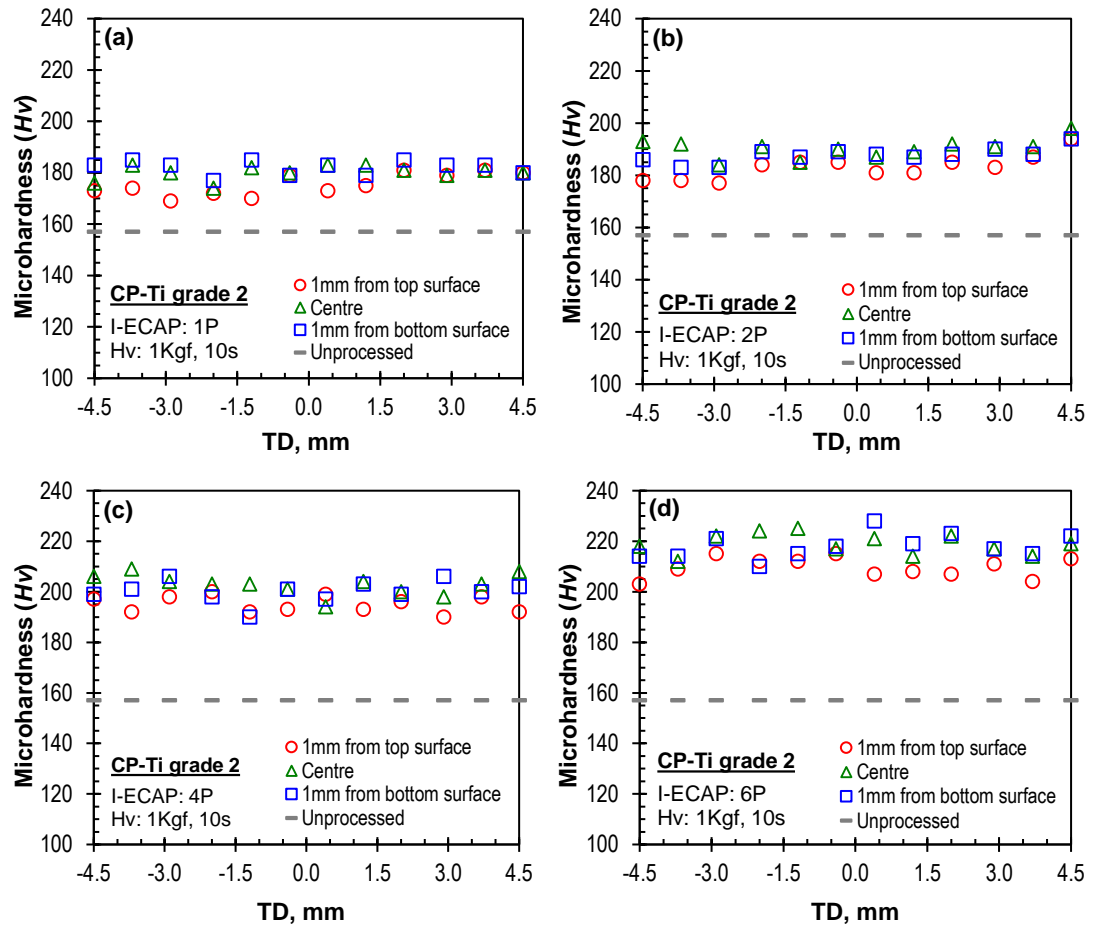 (a)
Microhardness (Hv)
240
220
200
180
160
140
120
100
CP-Ti grade 2
I-ECAP: 1P
Hv: 1Kgf, 10s
1mm from top surface
Centre
1mm from bottom surface
Unprocessed
-4.5 -3.0 -1.5 0.0 1.5 3.0 4.5
TD, mm
(b)
Microhardness (Hv)
240
220
200
180
160
140
120
100
CP-Ti grade 2
I-ECAP: 2P
Hv: 1Kgf, 10s
1mm from top surface
Centre
1mm from bottom surface
Unprocessed
-4.5 -3.0 -1.5 0.0 1.5 3.0 4.5
TD, mm
(c)
Microhardness (Hv)
240
220
200
180
160
140
120
100
CP-Ti grade 2
I-ECAP: 4P
Hv: 1Kgf, 10s
1mm from top surface
Centre
1mm from bottom surface
Unprocessed
-4.5 -3.0 -1.5 0.0 1.5 3.0 4.5
TD, mm
(d)
Microhardness (Hv)
240
220
200
180
160
140
120
100
CP-Ti grade 2
I-ECAP: 6P
Hv: 1Kgf, 10s
1mm from top surface
Centre
1mm from bottom surface
Unprocessed
-4.5 -3.0 -1.5 0.0 1.5 3.0 4.5
TD, mm